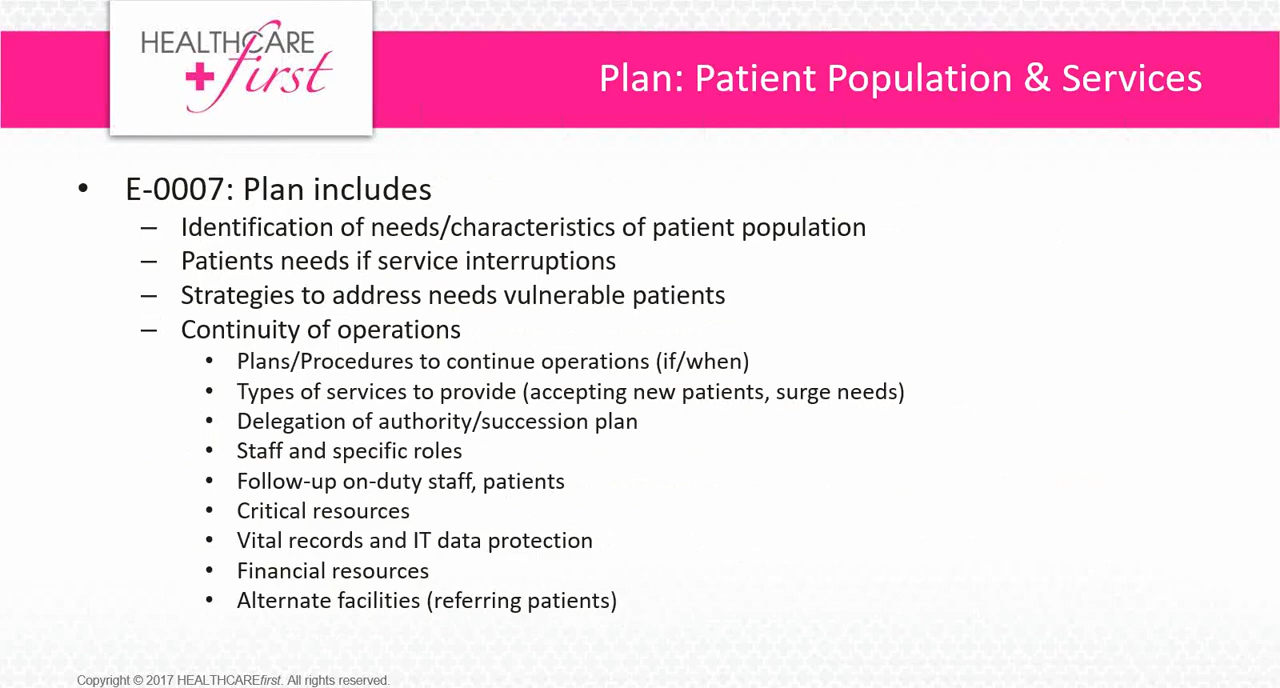 HEALTHCARE
first
Plan: Patient Population & Services
• E-0007: Plan includes
– Identification of needs/characteristics of patient population
– Patients needs if service interruptions
– Strategies to address needs vulnerable patients
– Continuity of operations
• Plans/Procedures to continue operations (if/when)
• Types of services to provide (accepting new patients, surge needs)
• Delegation of authority/succession plan
• Staff and specific roles
• Follow-up on-duty staff, patients
• Critical resources
• Vital records and IT data protection
• Financial resources
• Alternate facilities (referring patients)
Copyright © 2017 HEALTHCAREfirst. All rights reserved.